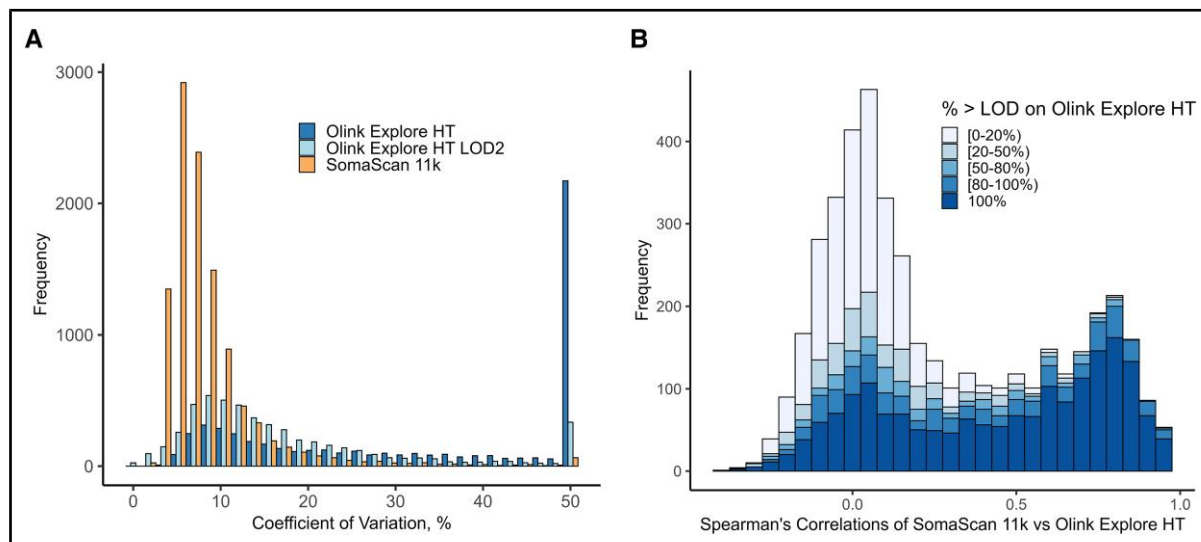 A
3000
2000
1000
0
Frequency
Olink Explore HT
Olink Explore HT LOD2
SomaScan 11k
0 10 20 30 40 50
Coefficient of Variation, %
B
400
300
200
100
0
Frequency
% > LOD on Olink Explore HT
[0-20%)
[20-50%)
[50-80%)
[80-100%)
100%
0.0 0.5 1.0
Spearman's Correlations of SomaScan 11k vs Olink Explore HT